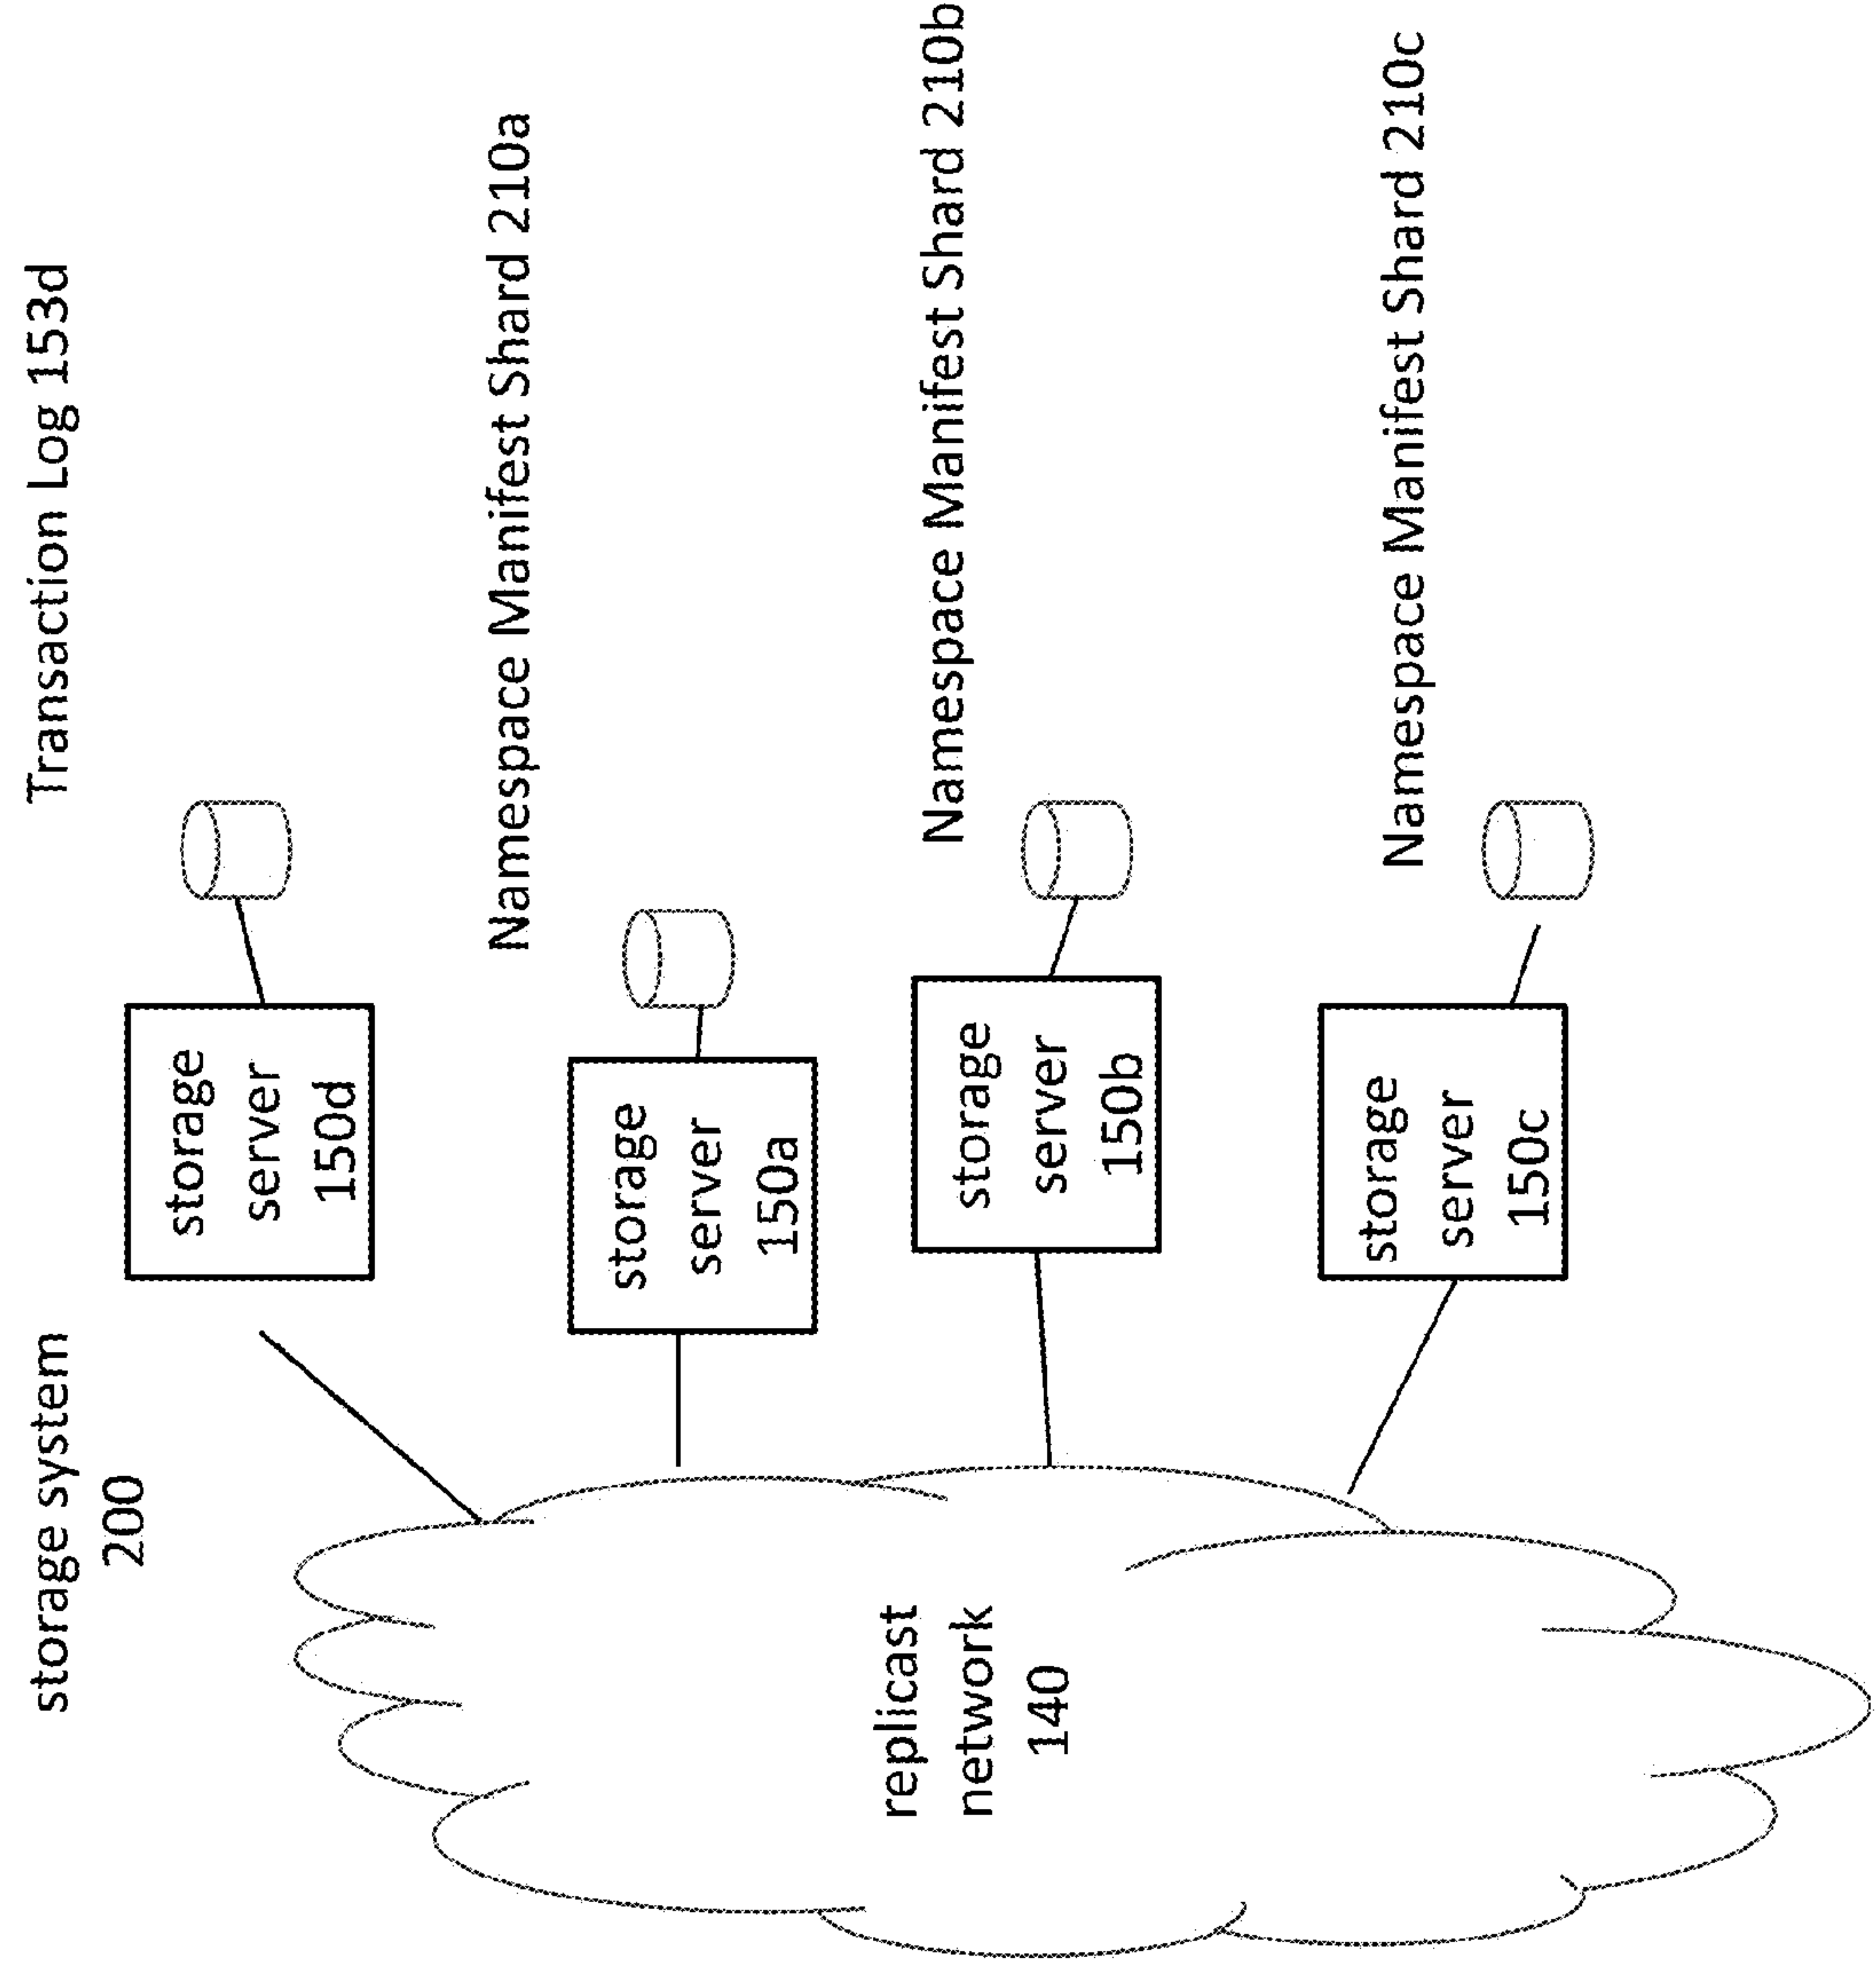 storage system
200
Transaction Log 153d
storage
server
150d
Namespace Manifest Shard 210a
storage
server
150a
Namespace Manifest Shard 210b
storage
server
150b
replicast
network
140
Namespace Manifest Shard 210c
storage
server
150c